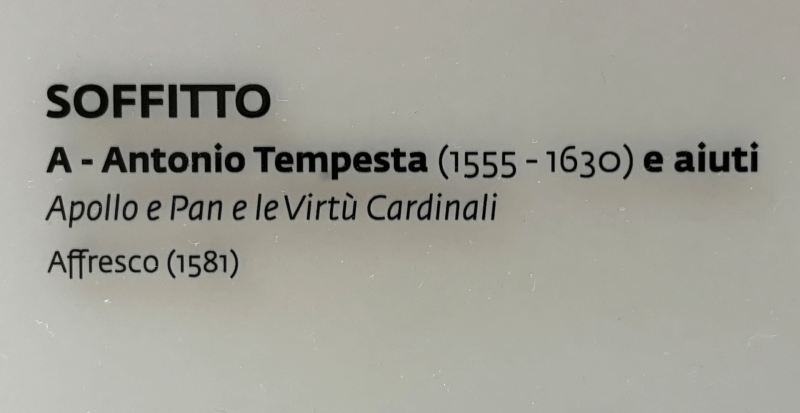 SOFFITTO
A - Antonio Tempesta (1555 - 1630) e aiuti
Apollo e Pan e le Virtù Cardinali
Affresco (1581)